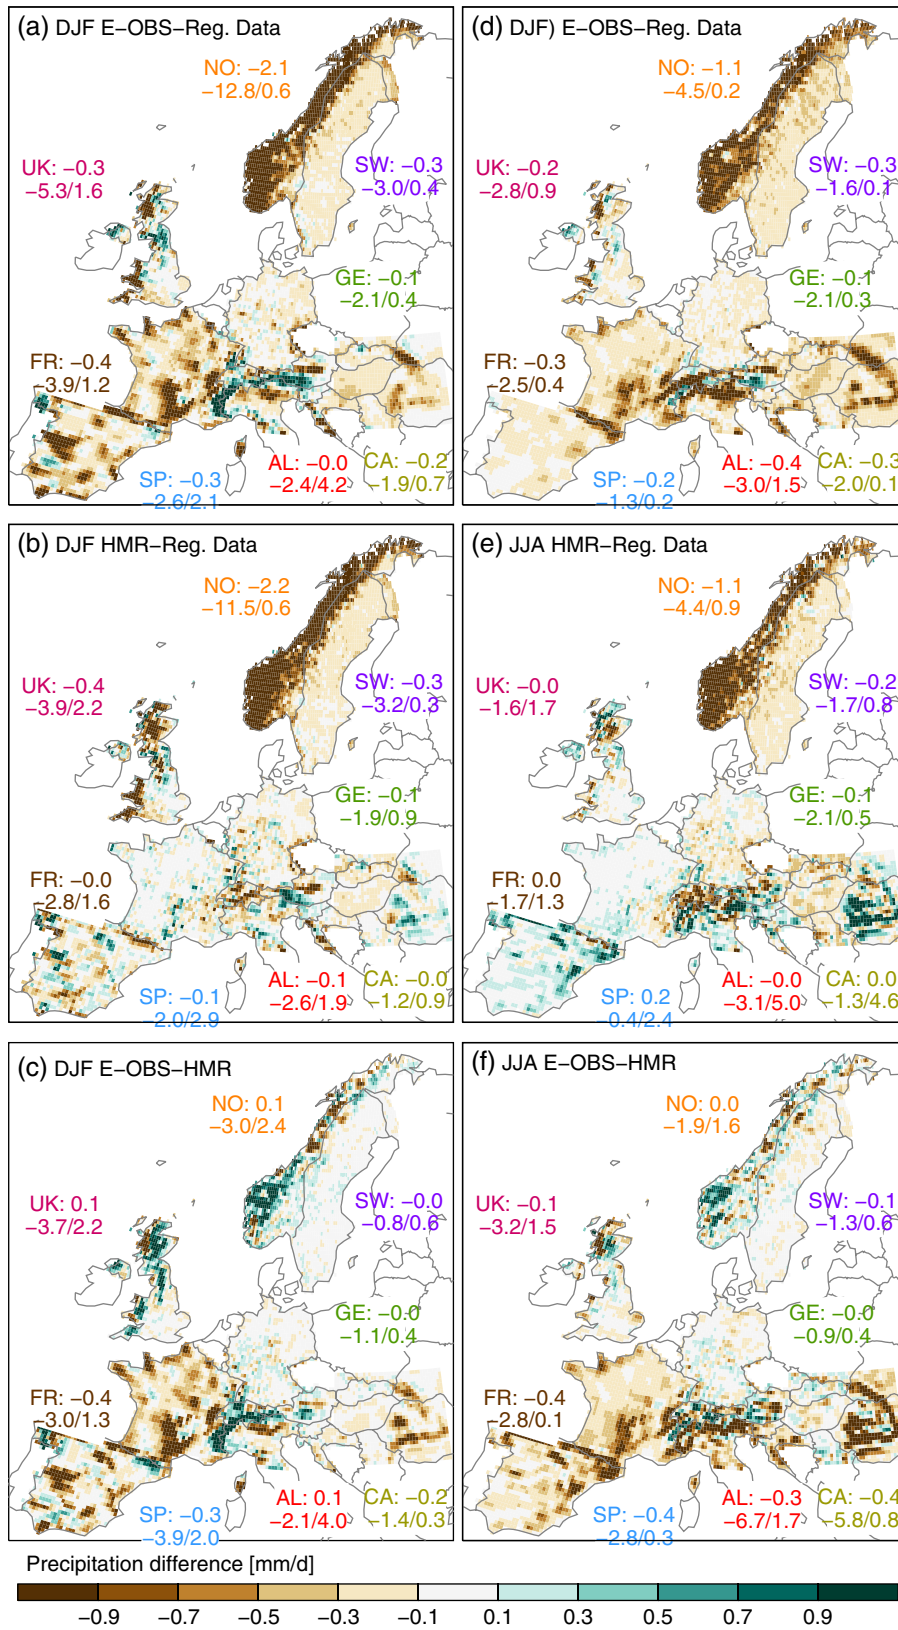 (a) DJF E−OBS−Reg. Data
NO: −2.1
−12.8/0.6
UK: −0.3
−5.3/1.6
SW: −0.3
−3.0/0.4
GE: −0.1
−2.1/0.4
FR: −0.4
−3.9/1.2
SP: −0.3
−2.6/2.1
AL: −0.0
−2.4/4.2
CA: −0.2
−1.9/0.7
(d) DJF) E−OBS−Reg. Data
NO: −1.1
−4.5/0.2
UK: −0.2
−2.8/0.9
SW: −0.3
−1.6/0.1
GE: −0.1
−2.1/0.3
FR: −0.3
−2.5/0.4
SP: −0.2
−1.3/0.2
AL: −0.4
−3.0/1.5
CA: −0.3
−2.0/0.1
(b) DJF HMR−Reg. Data
NO: −2.2
−11.5/0.6
UK: −0.4
−3.9/2.2
SW: −0.3
−3.2/0.3
GE: −0.1
−1.9/0.9
FR: −0.0
−2.8/1.6
SP: −0.1
−2.0/2.9
AL: −0.1
−2.6/1.9
CA: −0.0
−1.2/0.9
(e) JJA HMR−Reg. Data
NO: −1.1
−4.4/0.9
UK: −0.0
−1.6/1.7
SW: −0.2
−1.7/0.8
GE: −0.1
−2.1/0.5
FR: 0.0
−1.7/1.3
SP: 0.2
−0.4/2.4
AL: −0.0
−3.1/5.0
CA: 0.0
−1.3/4.6
(c) DJF E−OBS−HMR
NO: 0.1
−3.0/2.4
UK: 0.1
−3.7/2.2
SW: −0.0
−0.8/0.6
GE: −0.0
−1.1/0.4
FR: −0.4
−3.0/1.3
SP: −0.3
−3.9/2.0
AL: 0.1
−2.1/4.0
CA: −0.2
−1.4/0.3
(f) JJA E−OBS−HMR
NO: 0.0
−1.9/1.6
UK: −0.1
−3.2/1.5
SW: −0.1
−1.3/0.6
GE: −0.0
−0.9/0.4
FR: −0.4
−2.8/0.1
SP: −0.4
−2.8/0.3
AL: −0.3
−6.7/1.7
CA: −0.4
−5.8/0.8
Precipitation difference [mm/d]
−0.9 −0.7 −0.5 −0.3 −0.1 0.1 0.3 0.5 0.7 0.9